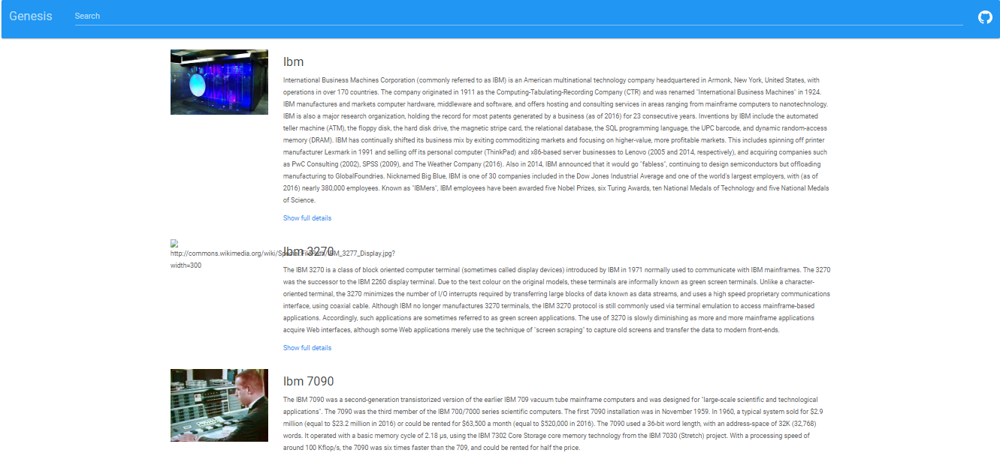 Genesis
Search
Ibm
International Business Machines Corporation (commonly referred to as IBM) is an American multinational technology company headquartered in Armonk, New York, United States, with
operations in over 170 countries. The company originated in 1911 as the Computing-Tabulating-Recording Company (CTR) and was renamed "International Business Machines" in 1924.
IBM manufactures and markets computer hardware, middleware and software, and offers hosting and consulting services in areas ranging from mainframe computers to nanotechnology.
IBM is also a major research organization, holding the record for most patents generated by a business (as of 2016) for 23 consecutive years. Inventions by IBM include the automated
teller machine (ATM), the floppy disk, the hard disk drive, the magnetic stripe card, the relational database, the SQL programming language, the UPC barcode, and dynamic random-access
memory (DRAM). IBM has continually shifted its business mix by exiting commoditizing markets and focusing on higher-value, more profitable markets. This includes spinning off printer
manufacturer Lexmark in 1991 and selling off its personal computer (ThinkPad) and x86-based server businesses to Lenovo (2005 and 2014, respectively), and acquiring companies such
as PwC Consulting (2002), SPSS (2009), and The Weather Company (2016). Also in 2014, IBM announced that it would go "fabless", continuing to design semiconductors but offloading
manufacturing to GlobalFoundries. Nicknamed Big Blue, IBM is one of 30 companies included in the Dow Jones Industrial Average and one of the world's largest employers, with (as of
2016) nearly 380,000 employees. Known as "IBMers", IBM employees have been awarded five Nobel Prizes, six Turing Awards, ten National Medals of Technology and five National Medals
of Science.
Show full details
Ibm 3270
http://commons.wikimedia.org/wiki/Special:FilePath/IBM_3277_Display.jpg?
width=300
The IBM 3270 is a class of block oriented computer terminal (sometimes called display devices) introduced by IBM in 1971 normally used to communicate with IBM mainframes. The 3270
was the successor to the IBM 2260 display terminal. Due to the text colour on the original models, these terminals are informally known as green screen terminals. Unlike a character-
oriented terminal, the 3270 minimizes the number of I/O interrupts required by transferring large blocks of data known as data streams, and uses a high speed proprietary communications
interface, using coaxial cable. Although IBM no longer manufactures 3270 terminals, the IBM 3270 protocol is still commonly used via terminal emulation to access mainframe-based
applications. Accordingly, such applications are sometimes referred to as green screen applications. The use of 3270 is slowly diminishing as more and more mainframe applications
acquire Web interfaces, although some Web applications merely use the technique of "screen scraping" to capture old screens and transfer the data to modern front-ends.
Show full details
Ibm 7090
The IBM 7090 was a second-generation transistorized version of the earlier IBM 709 vacuum tube mainframe computers and was designed for "large-scale scientific and technological
applications". The 7090 was the third member of the IBM 700/7000 series scientific computers. The first 7090 installation was in November 1959. In 1960, a typical system sold for $2.9
million (equal to $23.2 million in 2016) or could be rented for $63,500 a month (equal to $520,000 in 2016). The 7090 used a 36-bit word length, with an address-space of 32K (32,768)
words. It operated with a basic memory cycle of 2.18 μs, using the IBM 7302 Core Storage core memory technology from the IBM 7030 (Stretch) project. With a processing speed of
around 100 Kflop/s, the 7090 was six times faster than the 709, and could be rented for half the price.